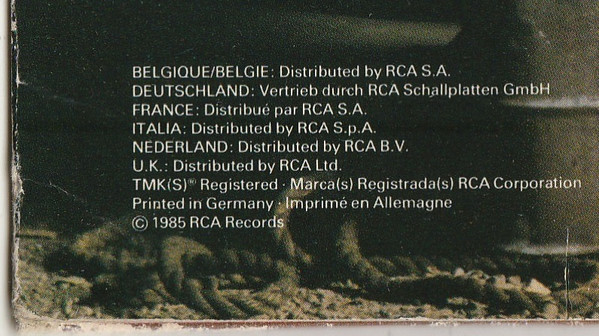 BELGIQUE/BELGIE: Distributed by RCA S.A.
DEUTSCHLAND: Vertrieb durch RCA Schallplatten GmbH
FRANCE: Distribué par RCA S.A.
ITALIA: Distributed by RCA S.p.A.
NEDERLAND: Distributed by RCA B.V.
U.K.: Distributed by RCA Ltd.
TMK(S)® Registered · Marca(s) Registrada(s) RCA Corporation
Printed in Germany · Imprimé en Allemagne
© 1985 RCA Records